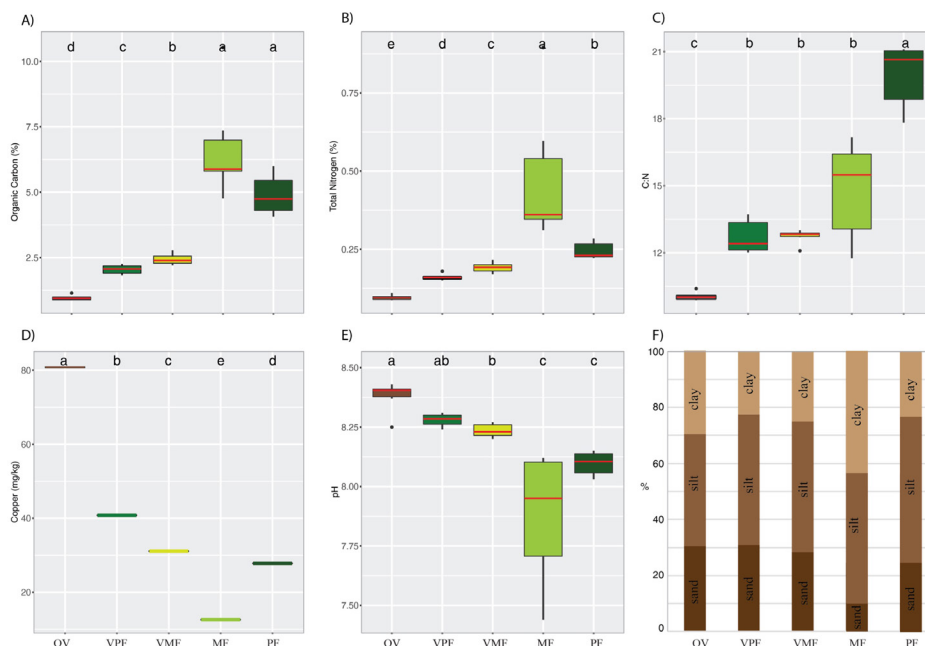 A)
d c b a a
10.0
7.5
5.0
2.5
Organic Carbon (%)
B)
e d c a b
0.75
0.50
0.25
Total Nitrogen (%)
C)
c b b b a
21
18
15
12
C:N
D)
a b c e d
80
60
40
20
Copper (mg/kg)
OV VPF VMF MF PF
E)
a ab b c c
8.50
8.25
8.00
7.75
7.50
pH
OV VPF VMF MF PF
F)
100
80
60
40
20
0
%
clay clay clay clay clay
silt silt silt silt silt
sand sand sand sand sand
OV VPF VMF MF PF